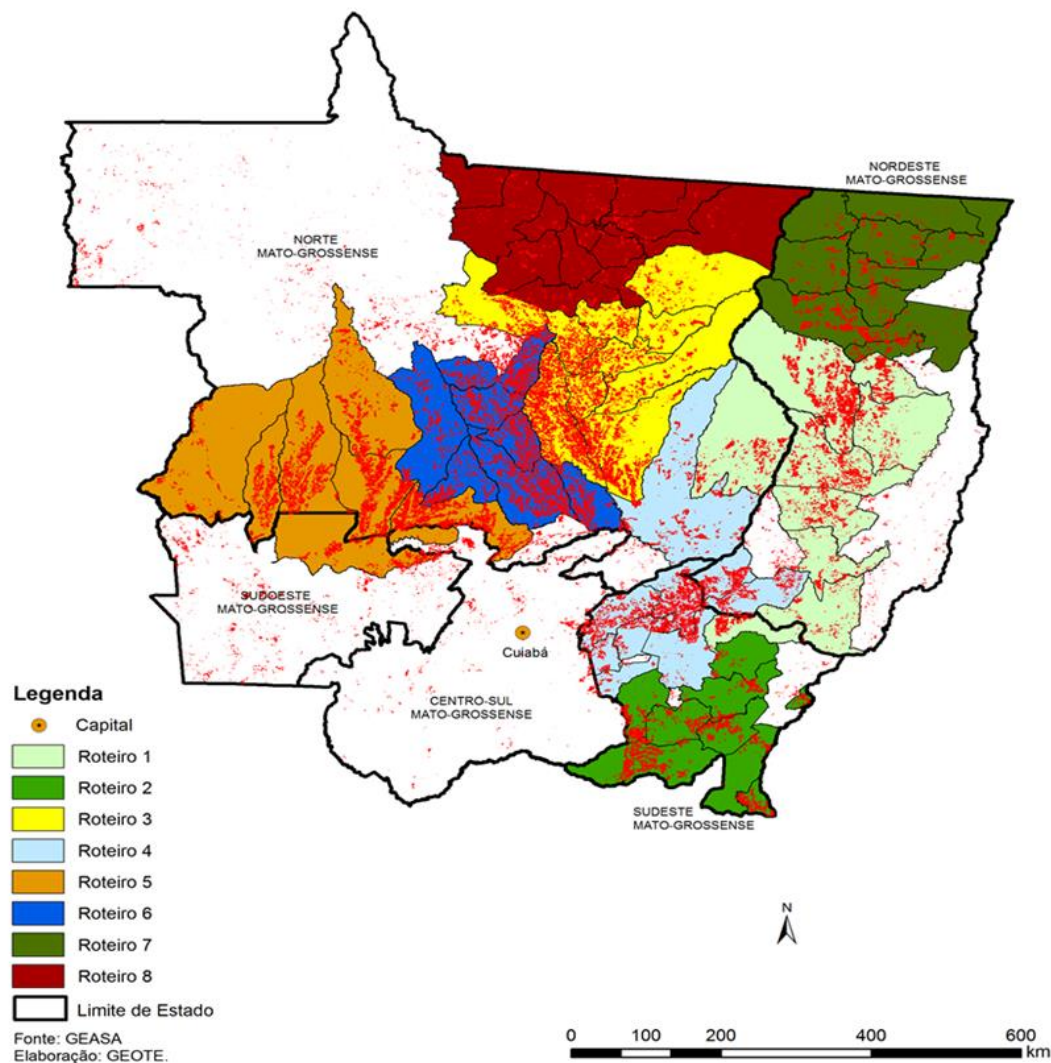 NORDESTE
MATO-GROSSENSE
NORTE
MATO-GROSSENSE
SUDOESTE
MATO-GROSSENSE
Cuiabá
CENTRO-SUL
MATO-GROSSENSE
SUDESTE
MATO-GROSSENSE
Legenda
Capital
Roteiro 1
Roteiro 2
Roteiro 3
Roteiro 4
Roteiro 5
Roteiro 6
Roteiro 7
Roteiro 8
Limite de Estado
Fonte: GEASA
Elaboração: GEOTE.
N
0 100 200 400 600
km